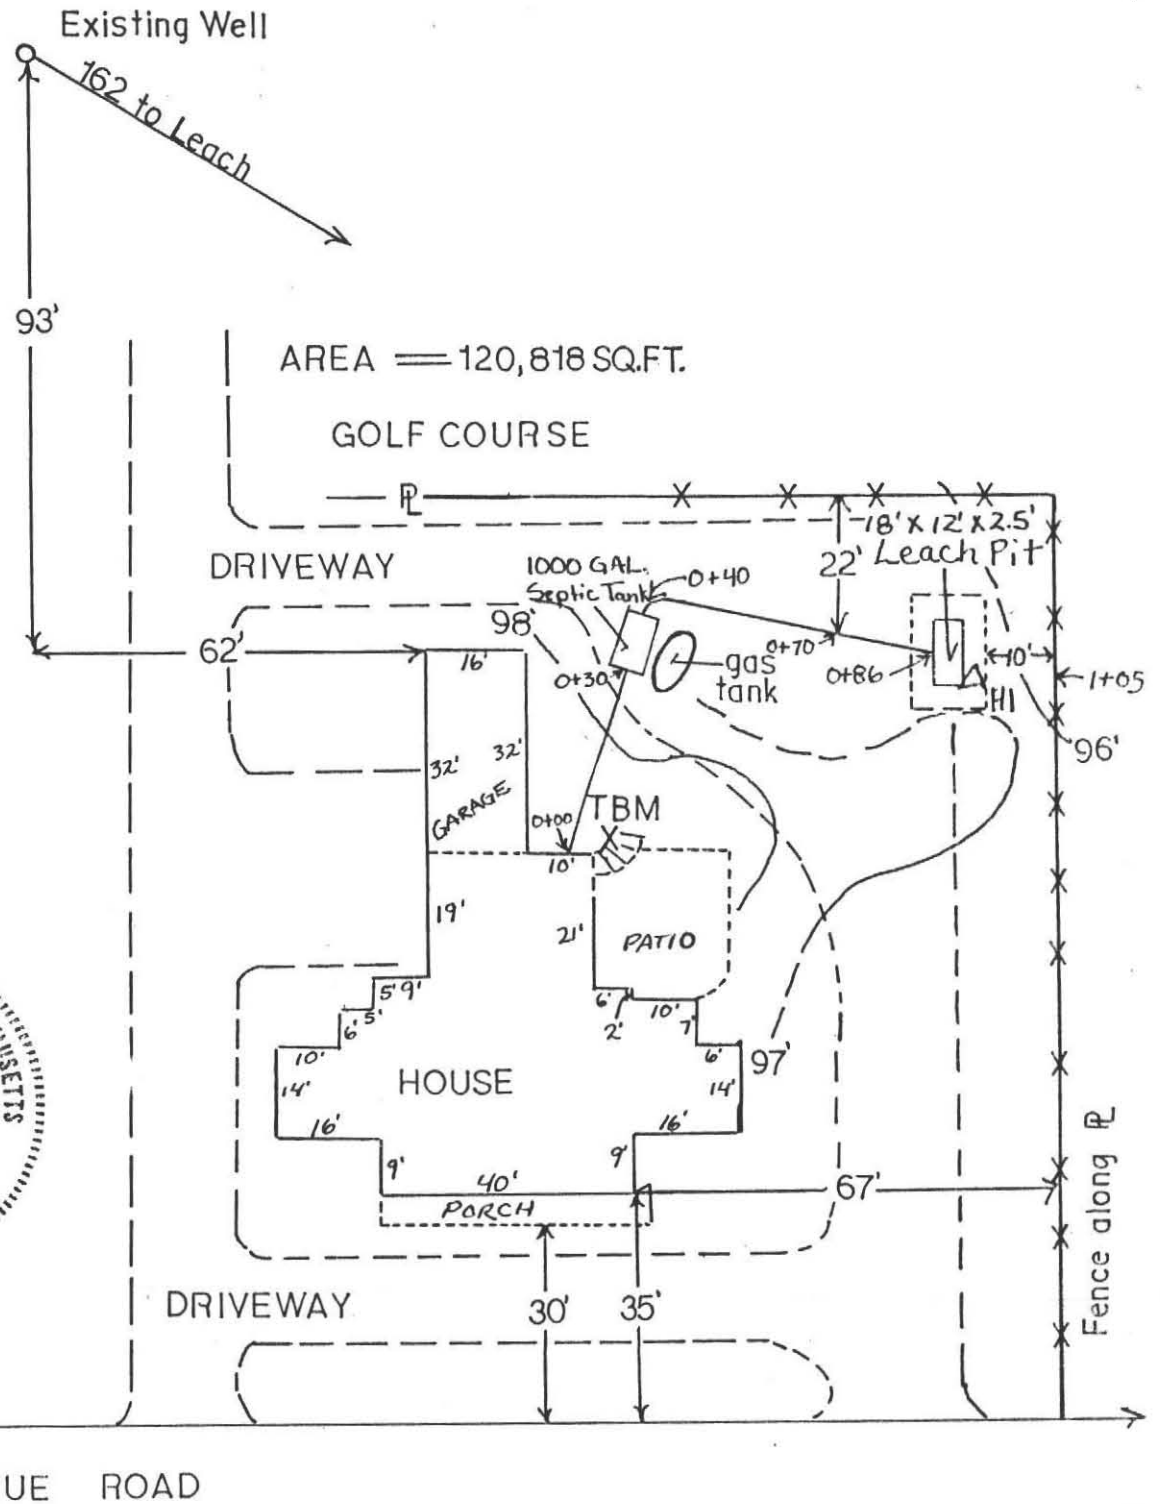 Existing Well
162 to Leach
93'
AREA = 120,818 SQ.FT.
GOLF COURSE
PL
18' X 12' X 2.5'
Leach Pit
22'
DRIVEWAY
1000 GAL.
Septic Tank
0+40
98'
62'
16'
0+30
gas
tank
0+70
0+86
10'
1+05
H1
96'
32'
32'
GARAGE
TBM
0+00
10'
19'
21'
PATIO
6'
2'
10'
7'
6'
5'
9'
5'
6'
10'
14'
HOUSE
14'
97'
16'
16'
9'
9'
40'
PORCH
67'
Fence along PL
DRIVEWAY
30'
35'
USETTS
UE ROAD